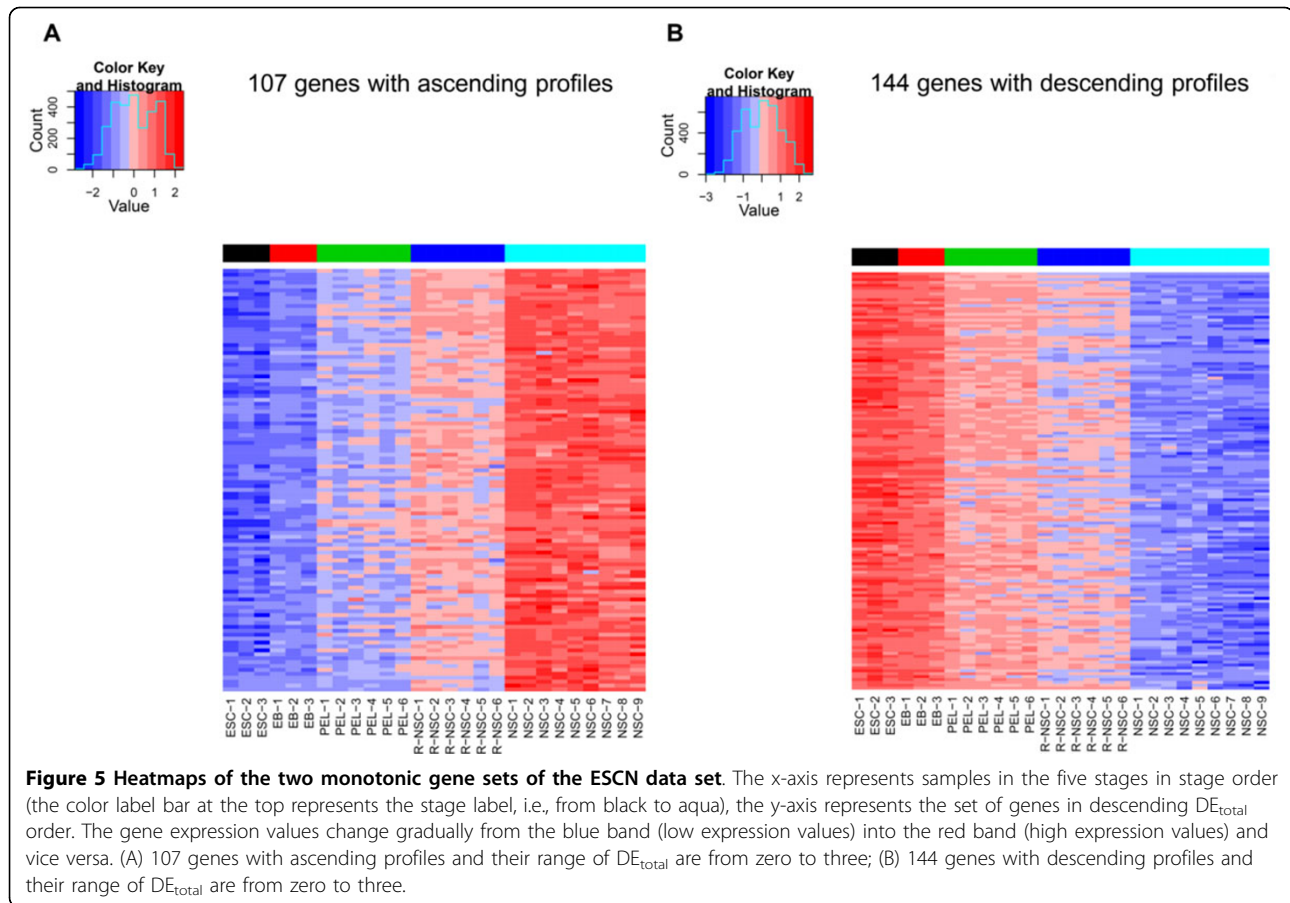 A
Color Key
and Histogram
Count
0
200
400
−2
0
1
2
Value
107 genes with ascending profiles
ESC−1
ESC−2
ESC−3
EB−1
EB−2
EB−3
PEL−1
PEL−2
PEL−3
PEL−4
PEL−5
PEL−6
R−NSC−1
R−NSC−2
R−NSC−3
R−NSC−4
R−NSC−5
R−NSC−6
NSC−1
NSC−2
NSC−3
NSC−4
NSC−5
NSC−6
NSC−7
NSC−8
NSC−9
B
Color Key
and Histogram
Count
0
400
−3
−1
1
2
Value
144 genes with descending profiles
ESC−1
ESC−2
ESC−3
EB−1
EB−2
EB−3
PEL−1
PEL−2
PEL−3
PEL−4
PEL−5
PEL−6
R−NSC−1
R−NSC−2
R−NSC−3
R−NSC−4
R−NSC−5
R−NSC−6
NSC−1
NSC−2
NSC−3
NSC−4
NSC−5
NSC−6
NSC−7
NSC−8
NSC−9
Figure 5 Heatmaps of the two monotonic gene sets of the ESCN data set. The x-axis represents samples in the five stages in stage order
(the color label bar at the top represents the stage label, i.e., from black to aqua), the y-axis represents the set of genes in descending DEtotal
order. The gene expression values change gradually from the blue band (low expression values) into the red band (high expression values) and
vice versa. (A) 107 genes with ascending profiles and their range of DEtotal are from zero to three; (B) 144 genes with descending profiles and
their range of DEtotal are from zero to three.